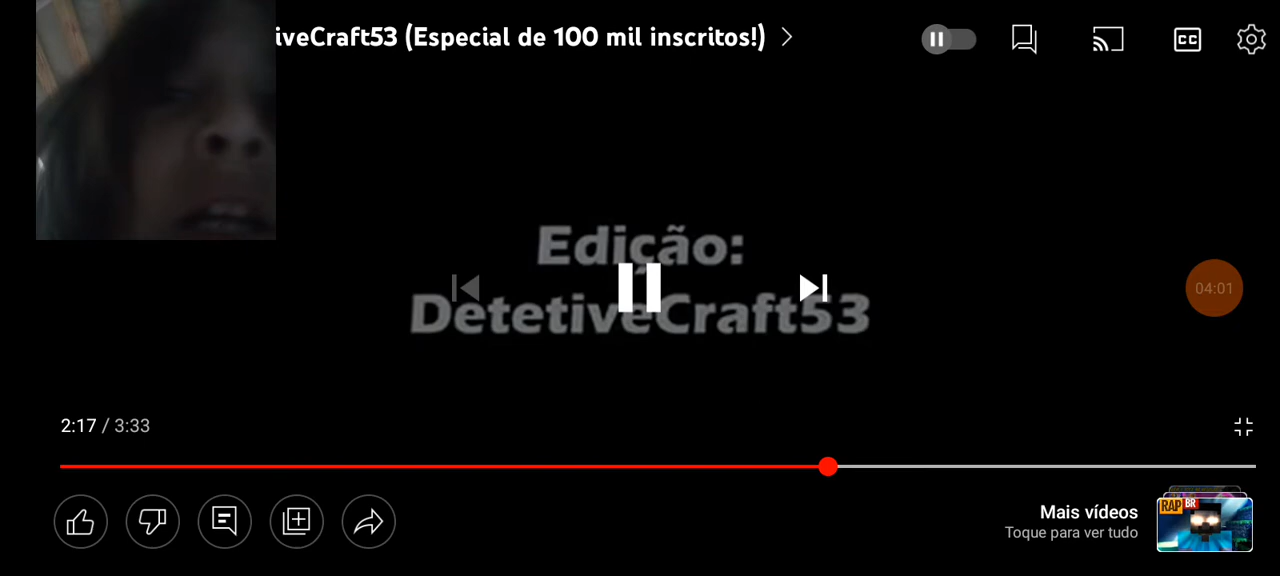 iveCraft53 (Especial de 100 mil inscritos!)
CC
Edição:
DetetiveCraft53
04:01
2:17 / 3:33
Mais vídeos
Toque para ver tudo
RAP BR